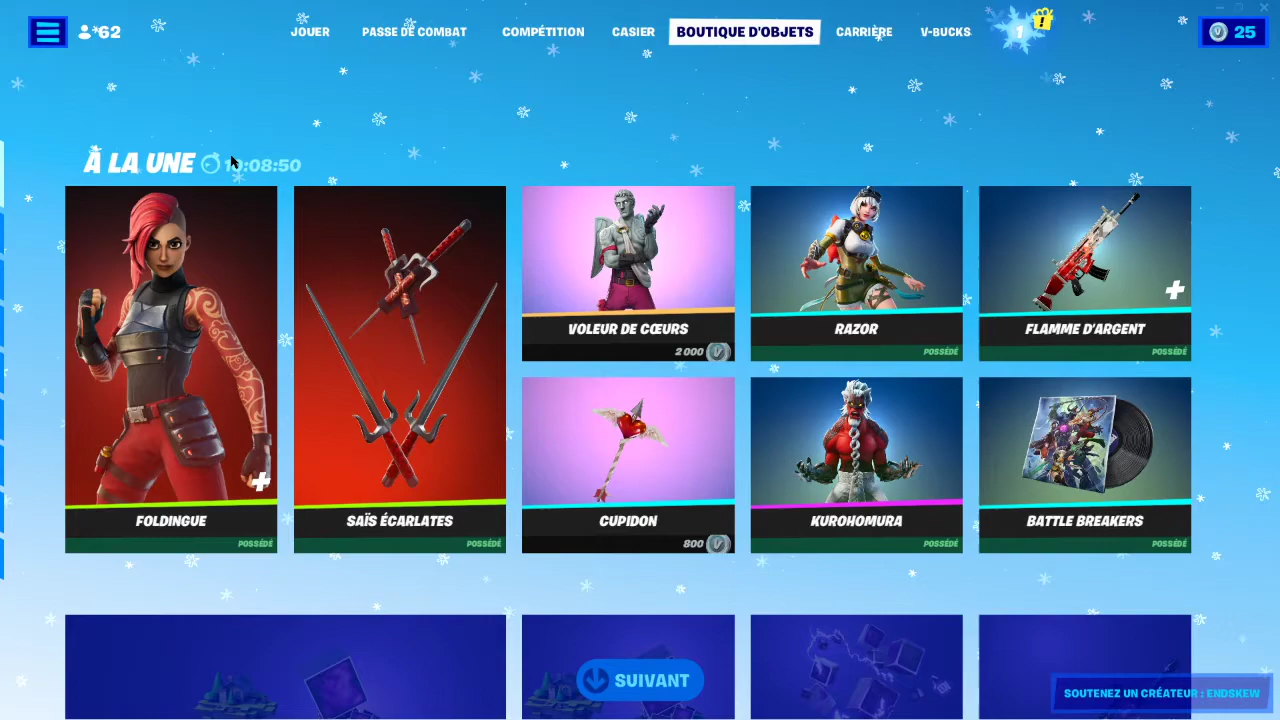 62
JOUER
PASSE DE COMBAT
COMPÉTITION
CASIER
BOUTIQUE D'OBJETS
CARRIÈRE
V-BUCKS
1
!
25
À LA UNE
:08:50
FOLDINGUE
POSSÉDÉ
SAÏS ÉCARLATES
POSSÉDÉ
VOLEUR DE CŒURS
2 000
RAZOR
POSSÉDÉ
FLAMME D'ARGENT
POSSÉDÉ
CUPIDON
800
KUROHOMURA
POSSÉDÉ
BATTLE BREAKERS
POSSÉDÉ
SUIVANT
SOUTENEZ UN CRÉATEUR : ENDSKEW